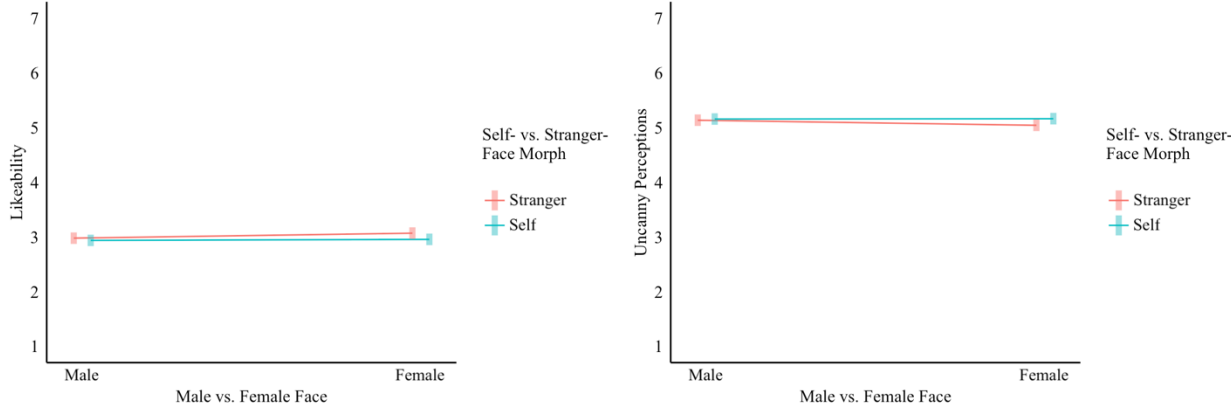 7
6
5
4
3
2
1
Likeability
Male
Female
Male vs. Female Face
Self- vs. Stranger-
Face Morph
Stranger
Self
7
6
5
4
3
2
1
Uncanny Perceptions
Male
Female
Male vs. Female Face
Self- vs. Stranger-
Face Morph
Stranger
Self